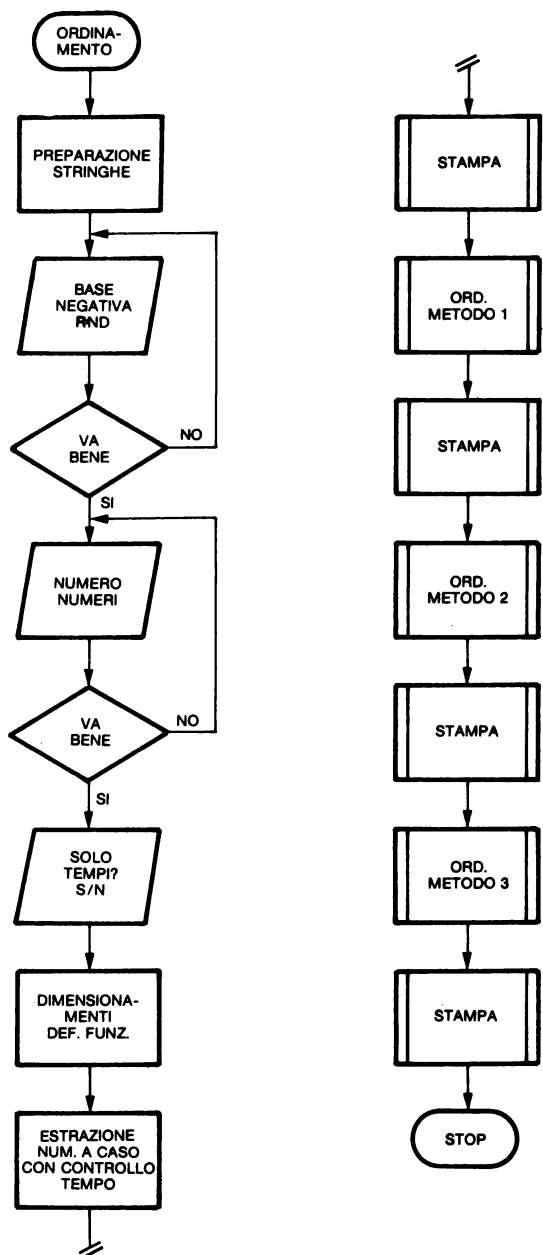 ORDINA-
MENTO
PREPARAZIONE
STRINGHE
BASE
NEGATIVA
RND
VA
BENE
NO
SI
NUMERO
NUMERI
VA
BENE
NO
SI
SOLO
TEMPI?
S/N
DIMENSIONA-
MENTI
DEF. FUNZ.
ESTRAZIONE
NUM. A CASO
CON CONTROLLO
TEMPO
STAMPA
ORD.
METODO 1
STAMPA
ORD.
METODO 2
STAMPA
ORD.
METODO 3
STAMPA
STOP